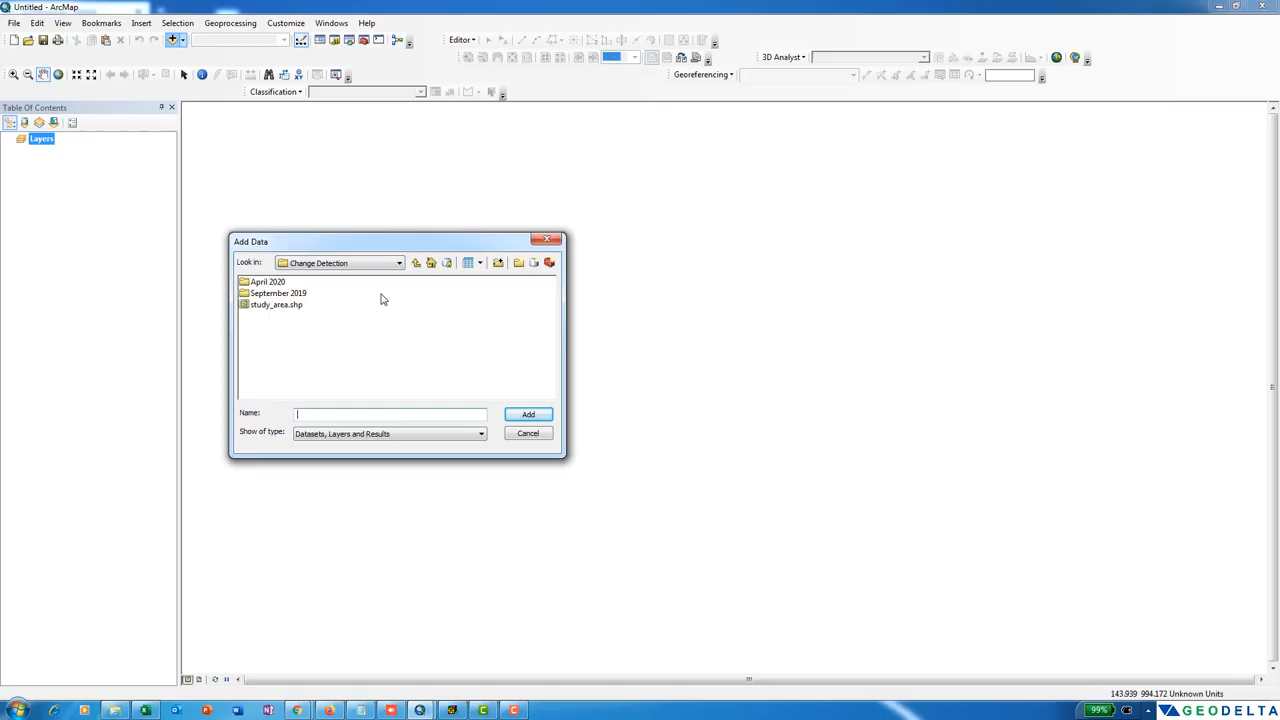 Untitled - ArcMap
File Edit View Bookmarks Insert Selection Geoprocessing Customize Windows Help
Editor
3D Analyst
Georeferencing
Classification
Table Of Contents
Layers
Add Data
Look in: Change Detection
April 2020
September 2019
study_area.shp
Name: Add
Show of type: Datasets, Layers and Results Cancel
143.939 994.172 Unknown Units
99% GEODELTA